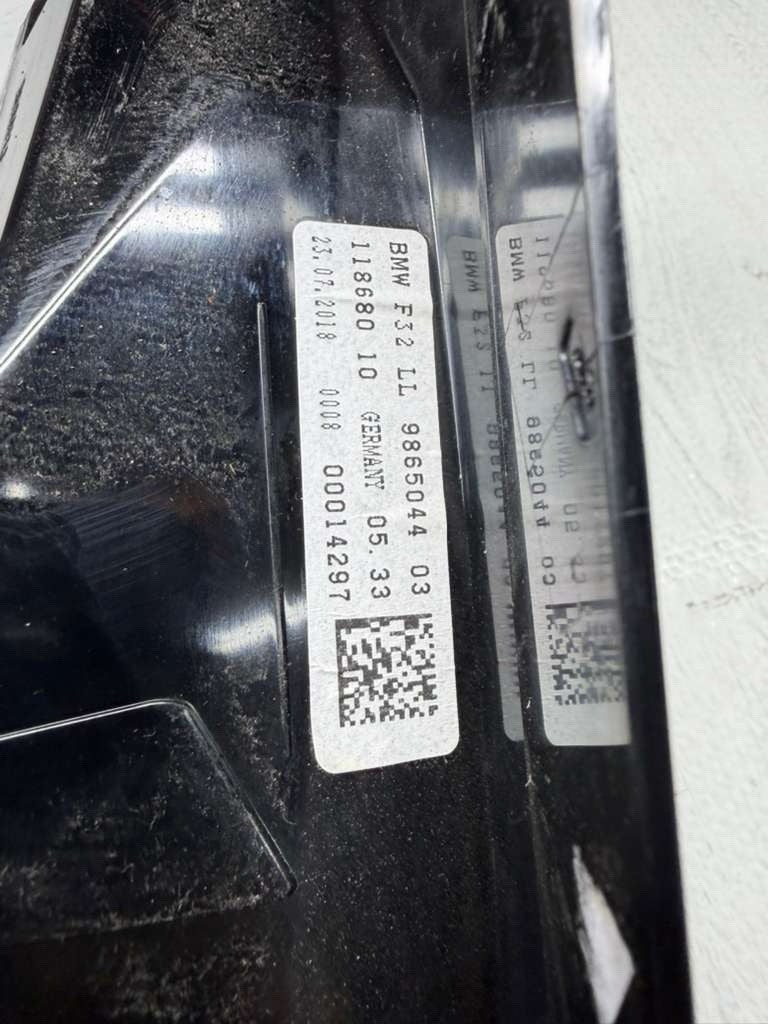 BMW F32 LL 9865044 03
118680 10 GERMANY 05.33
23.07.2018 0008 00014297